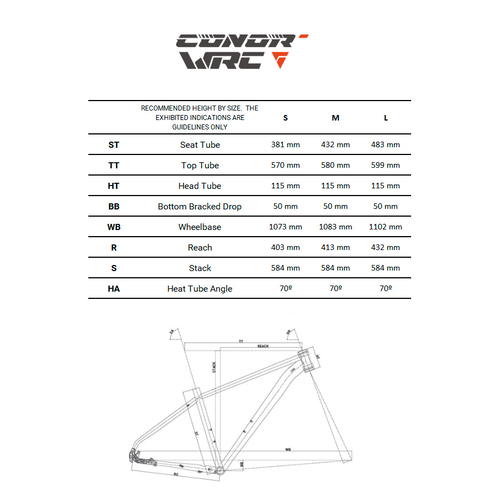 CONOR
WRC
RECOMMENDED HEIGHT BY SIZE. THE
EXHIBITED INDICATIONS ARE
GUIDELINES ONLY
S M L
ST Seat Tube 381 mm 432 mm 483 mm
TT Top Tube 570 mm 580 mm 599 mm
HT Head Tube 115 mm 115 mm 115 mm
BB Bottom Bracked Drop 50 mm 50 mm 50 mm
WB Wheelbase 1073 mm 1083 mm 1102 mm
R Reach 403 mm 413 mm 432 mm
S Stack 584 mm 584 mm 584 mm
HA Heat Tube Angle 70º 70º 70º
TT
REACH
STACK
WB
BB